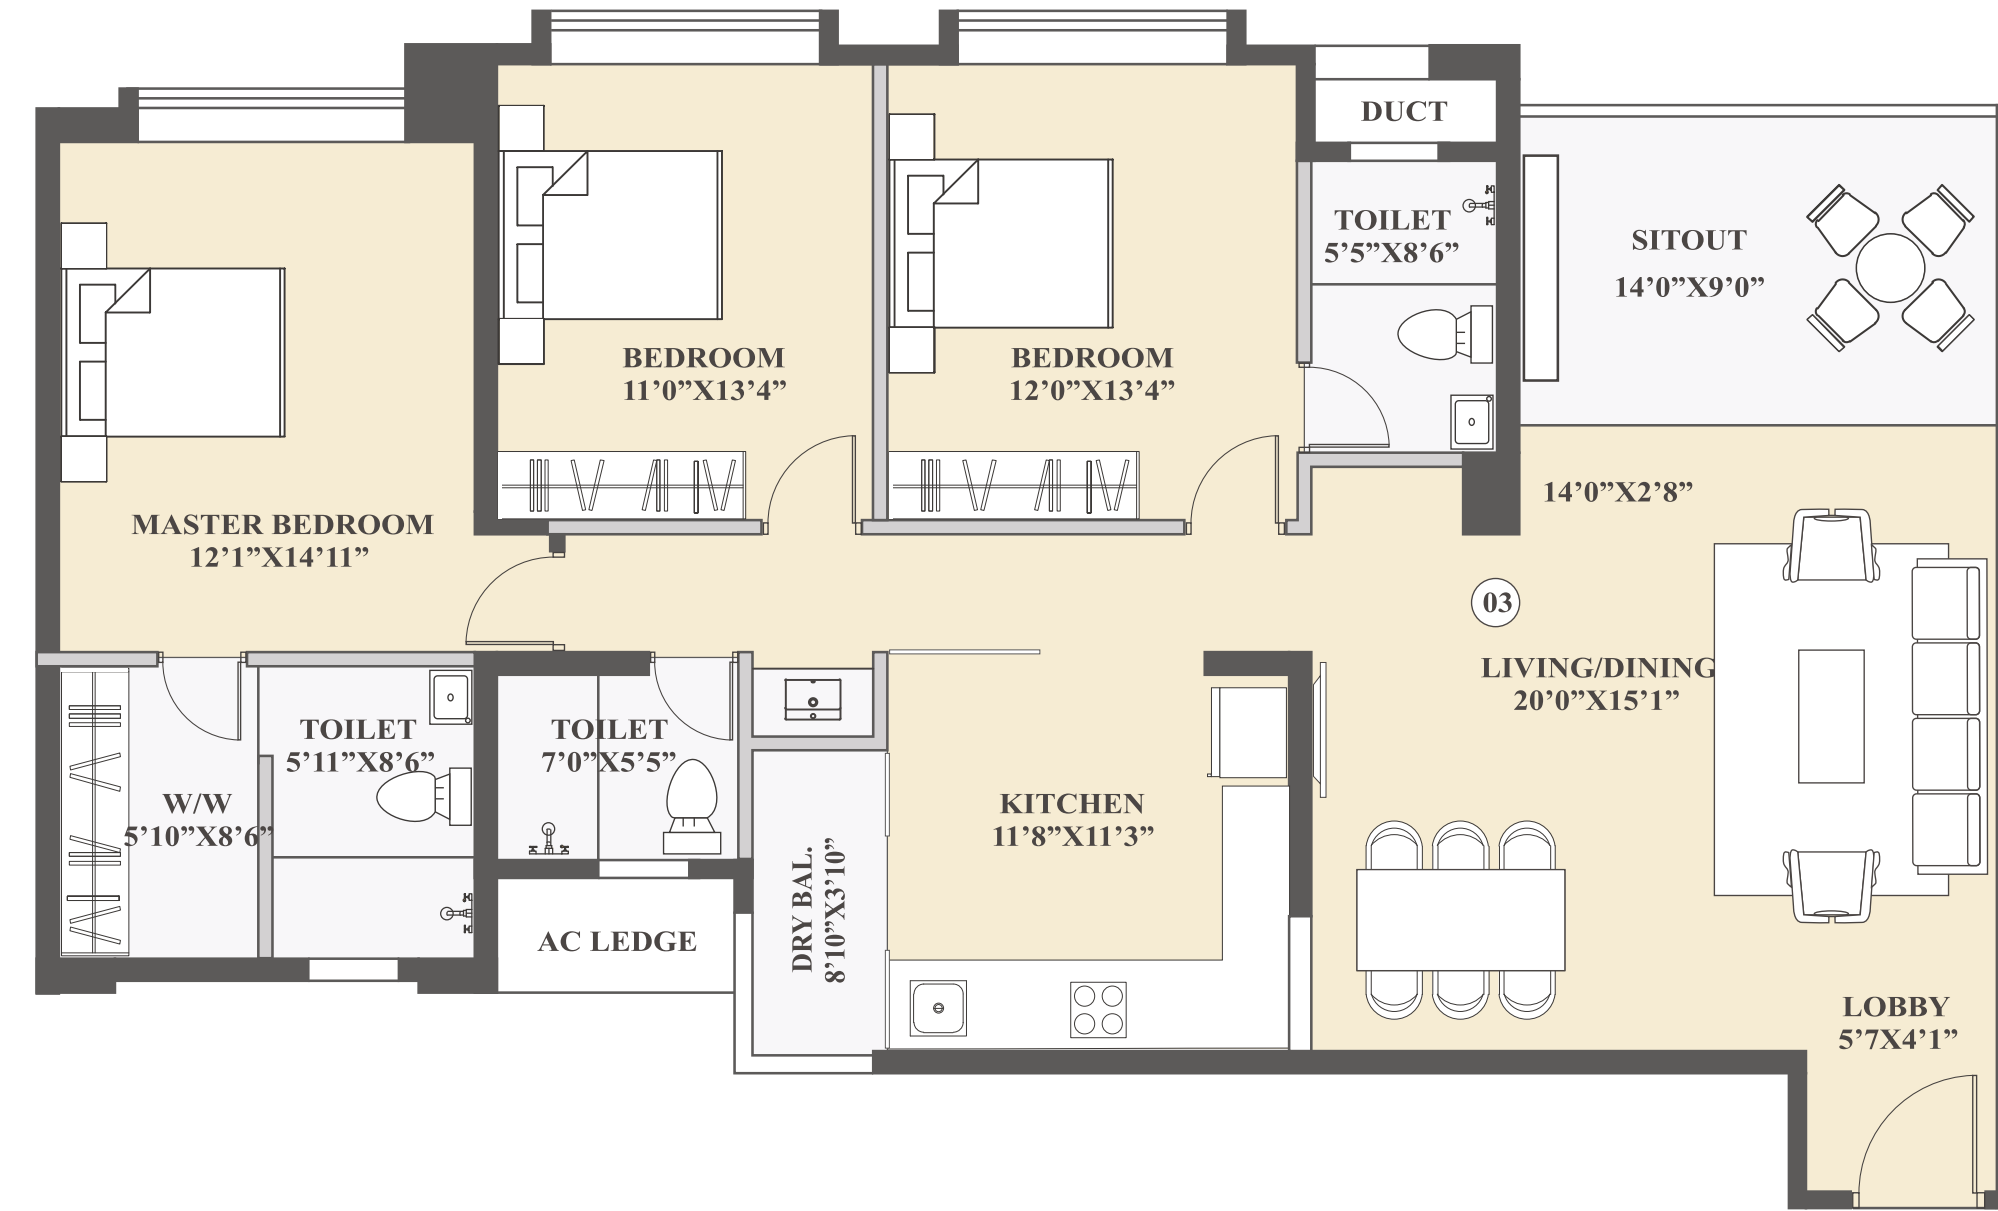 DUCT
TOILET
5’5”X8’6”
SITOUT
14’0”X9’0”
BEDROOM
11’0”X13’4”
BEDROOM
12’0”X13’4”
14’0”X2’8”
MASTER BEDROOM
12’1”X14’11”
03
LIVING/DINING
20’0”X15’1”
TOILET
5’11”X8’6”
TOILET
7’0”X5’5”
W/W
5’10”X8’6”
KITCHEN
11’8”X11’3”
DRY BAL.
8’10”X3’10”
AC LEDGE
LOBBY
5’7X4’1”